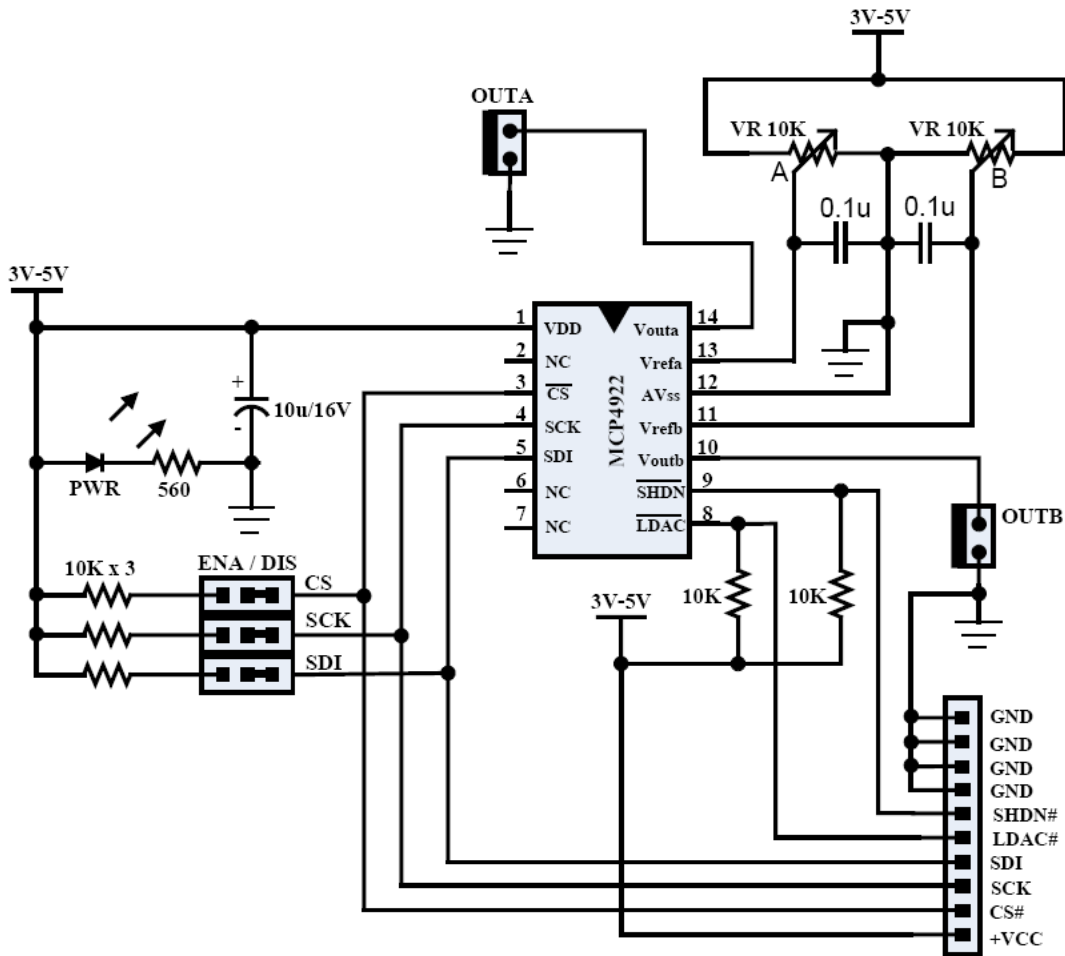 3V-5V
OUTA
VR 10K
VR 10K
A
B
0.1u
0.1u
3V-5V
1
VDD
Vouta
14
2
NC
Vrefa
13
3
CS
AVss
12
4
SCK
Vrefb
11
5
SDI
Voutb
10
6
NC
SHDN
9
7
NC
LDAC
8
MCP4922
+
10u/16V
-
PWR
560
OUTB
10K x 3
ENA / DIS
CS
SCK
SDI
3V-5V
10K
10K
GND
GND
GND
GND
SHDN#
LDAC#
SDI
SCK
CS#
+VCC